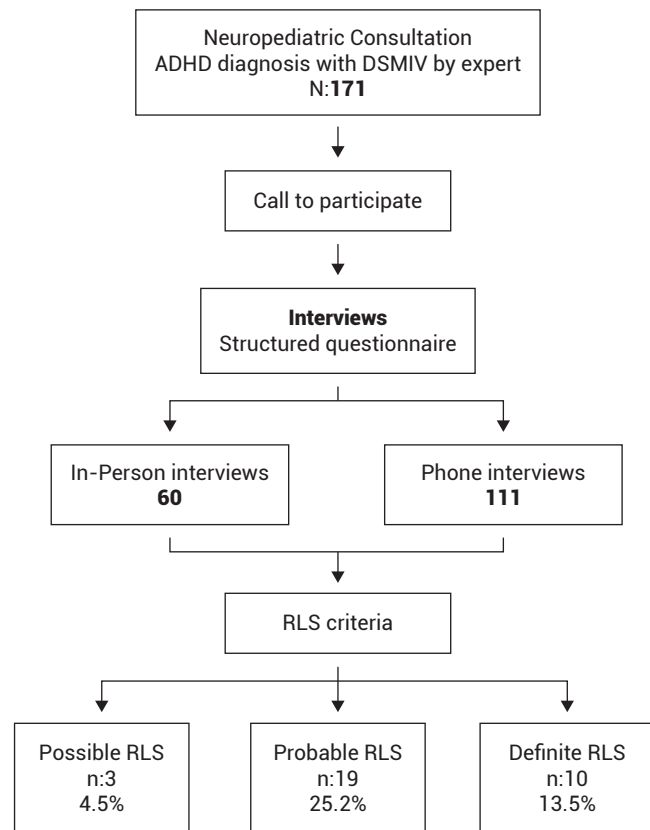 Neuropediatric Consultation
ADHD diagnosis with DSMIV by expert
N:171
Call to participate
Interviews
Structured questionnaire
In-Person interviews
60
Phone interviews
111
RLS criteria
Possible RLS
n:3
4.5%
Probable RLS
n:19
25.2%
Definite RLS
n:10
13.5%